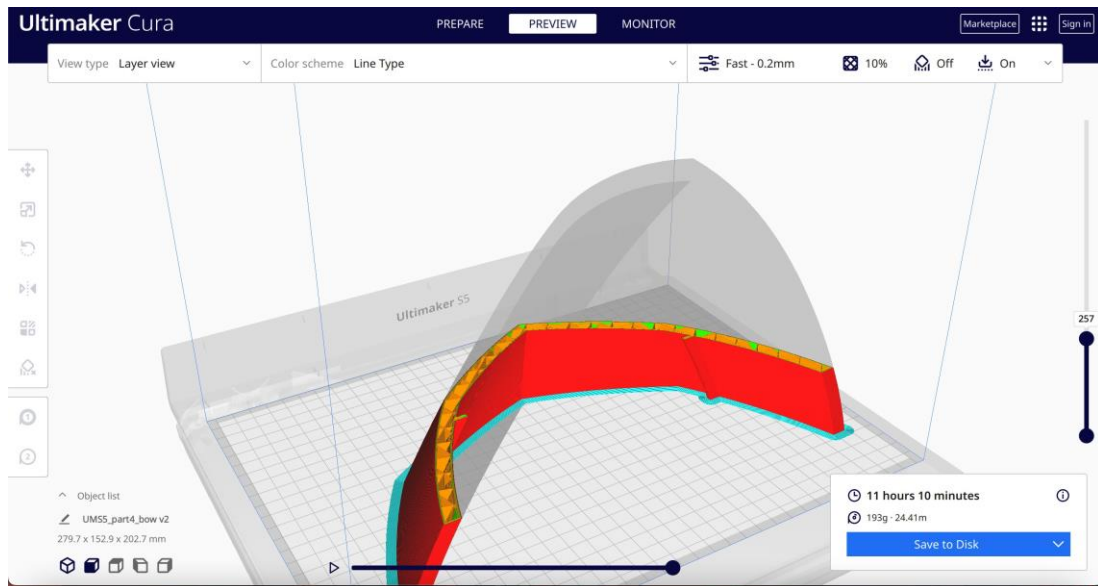 Ultimaker Cura
PREPARE PREVIEW MONITOR
Marketplace Sign in
View type Layer view
Color scheme Line Type
Fast - 0.2mm 10% Off On
Ultimaker S5
257
1
2
Object list
UMS5_part4_bow v2
279.7 x 152.9 x 202.7 mm
11 hours 10 minutes
193g · 24.41m
Save to Disk